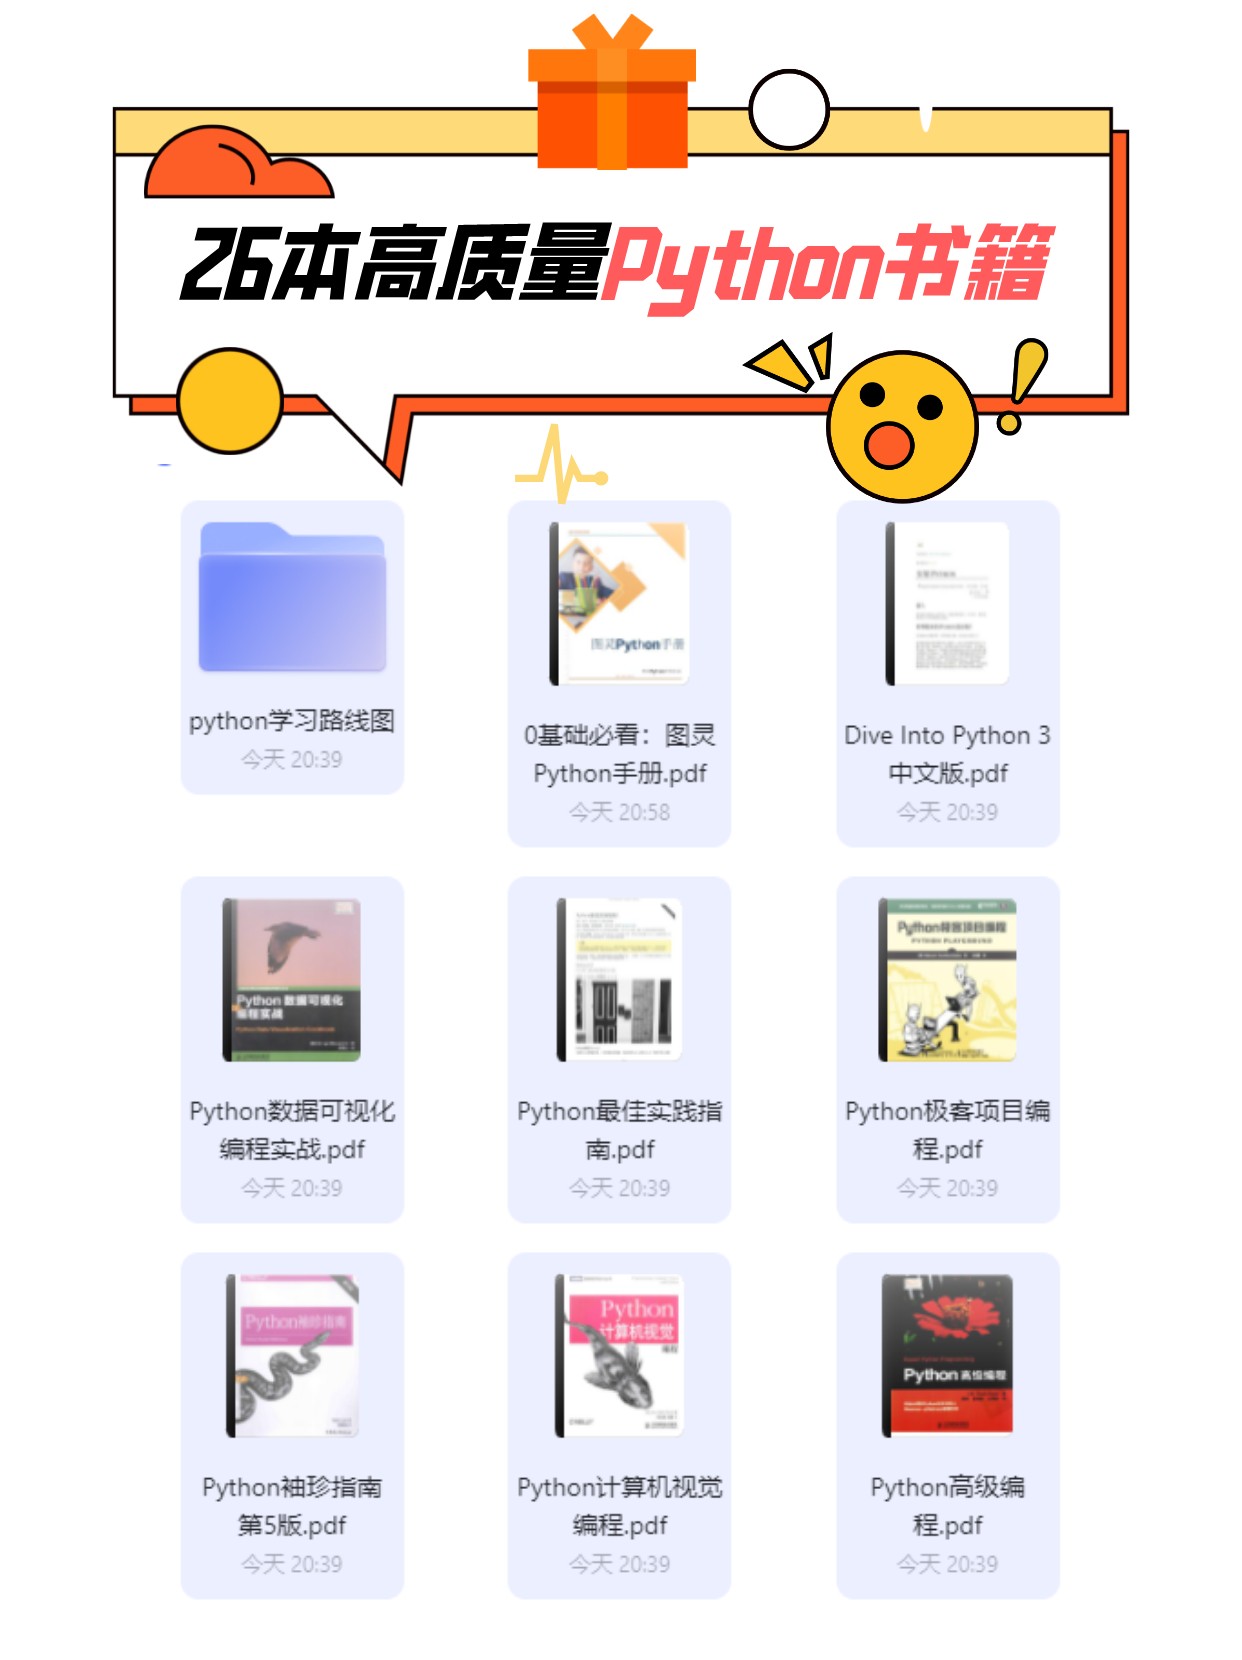 26本高质量Python书籍
python学习路线图
今天 20:39
图灵Python手册
0基础必看：图灵
Python手册.pdf
今天 20:58
Dive Into Python 3
中文版.pdf
今天 20:39
Python 数据可视化
编程实战
Python数据可视化
编程实战.pdf
今天 20:39
Python最佳实践指
南.pdf
今天 20:39
Python极客项目编程
PYTHON PLAYGROUND
Python极客项目编
程.pdf
今天 20:39
Python袖珍指南
Python袖珍指南
第5版.pdf
今天 20:39
Python
计算机视觉
编程
O'REILLY
Python计算机视觉
编程.pdf
今天 20:39
Python 高级编程
Python高级编
程.pdf
今天 20:39